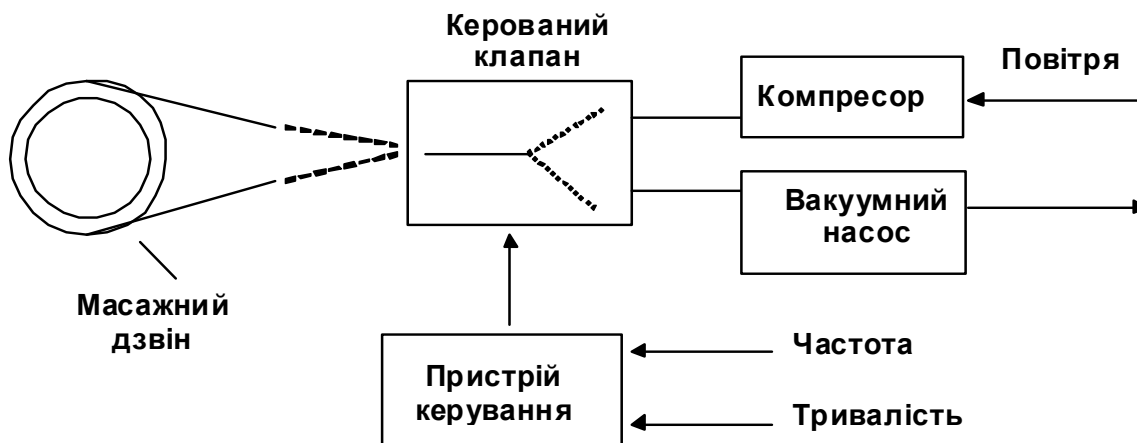 Керований
клапан
Повітря
Компресор
Вакуумний
насос
Масажний
дзвін
Пристрій
керування
Частота
Тривалість